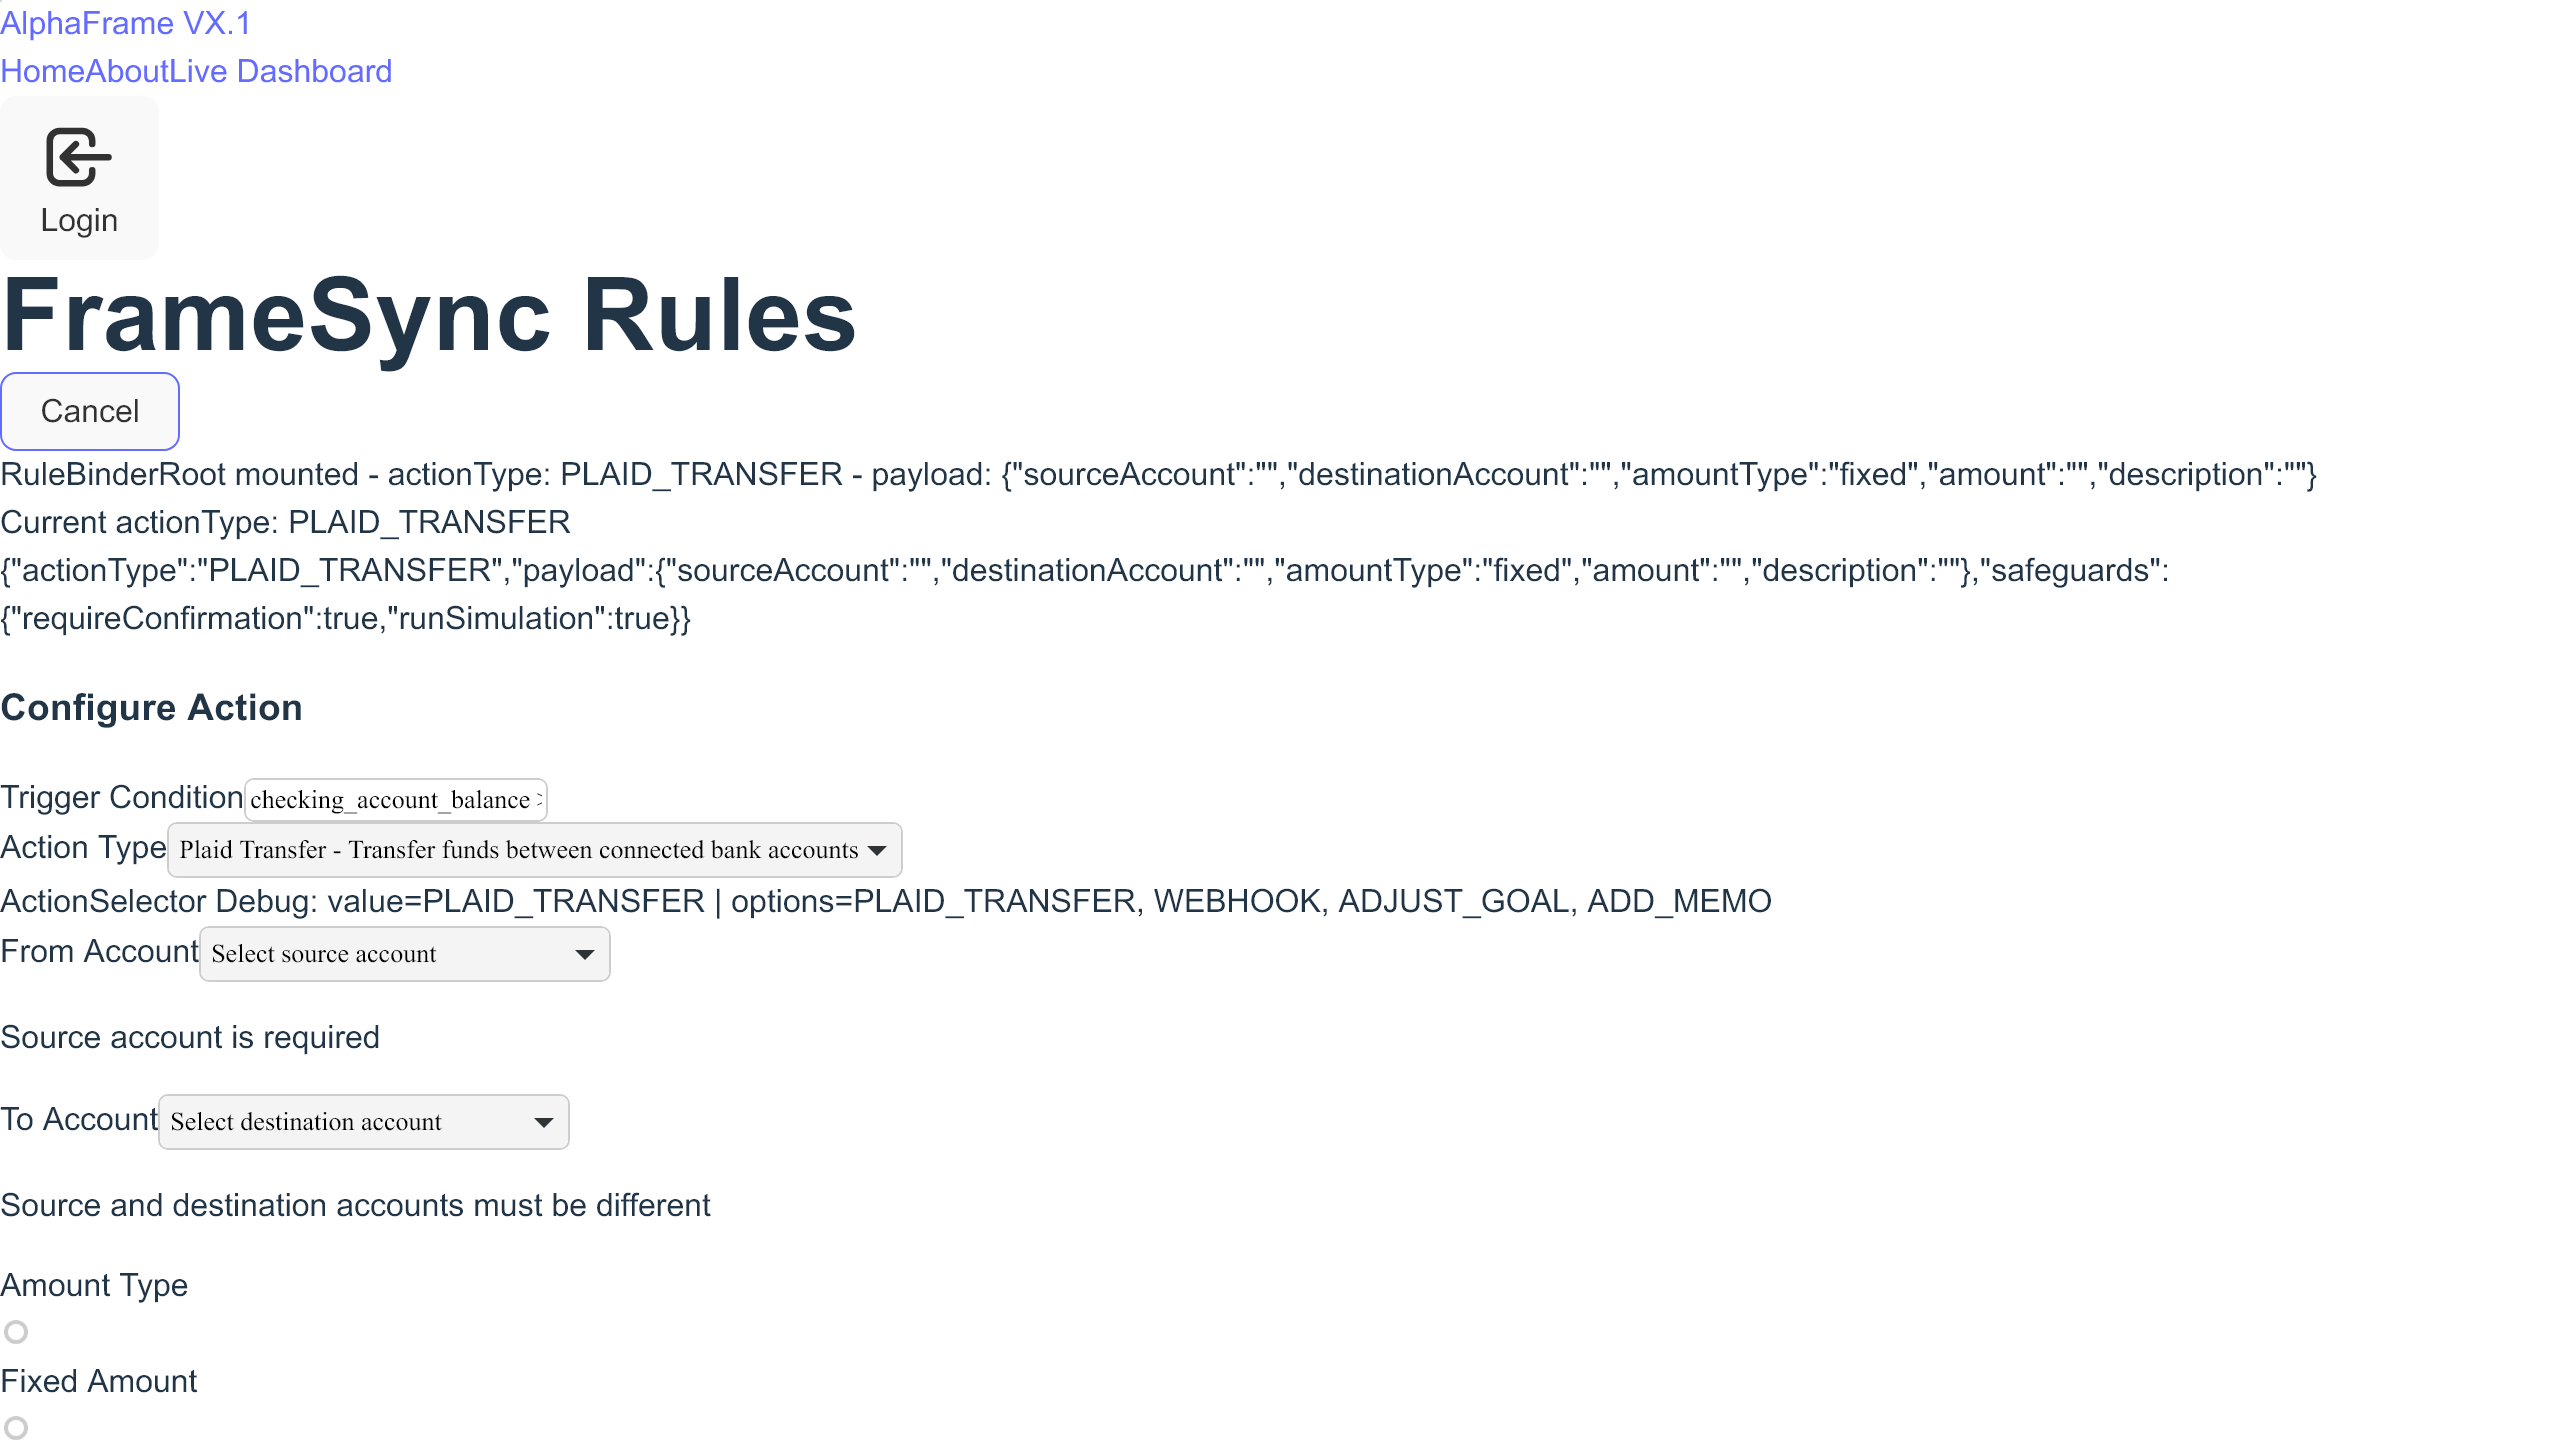 AlphaFrame VX.1
HomeAboutLive Dashboard
Login
FrameSync Rules
Cancel
RuleBinderRoot mounted - actionType: PLAID_TRANSFER - payload: {"sourceAccount":"","destinationAccount":"","amountType":"fixed","amount":"","description":""}
Current actionType: PLAID_TRANSFER
{"actionType":"PLAID_TRANSFER","payload":{"sourceAccount":"","destinationAccount":"","amountType":"fixed","amount":"","description":""},"safeguards":
{"requireConfirmation":true,"runSimulation":true}}
Configure Action
Trigger Condition checking_account_balance >
Action Type Plaid Transfer - Transfer funds between connected bank accounts
ActionSelector Debug: value=PLAID_TRANSFER | options=PLAID_TRANSFER, WEBHOOK, ADJUST_GOAL, ADD_MEMO
From Account Select source account
Source account is required
To Account Select destination account
Source and destination accounts must be different
Amount Type
Fixed Amount